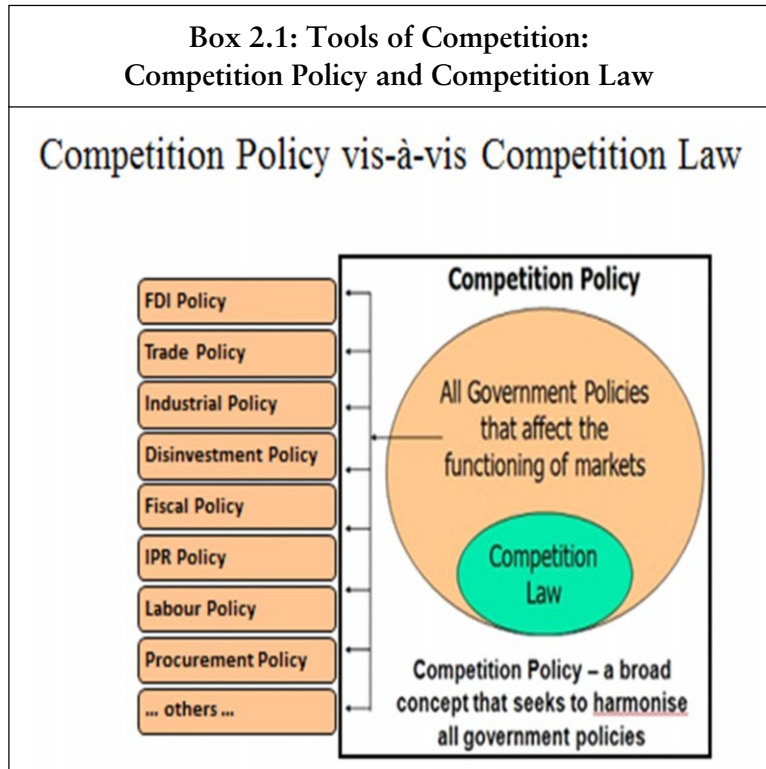 Box 2.1: Tools of Competition:
Competition Policy and Competition Law
Competition Policy vis-à-vis Competition Law
FDI Policy
Trade Policy
Industrial Policy
Disinvestment Policy
Fiscal Policy
IPR Policy
Labour Policy
Procurement Policy
... others ...
Competition Policy
All Government Policies
that affect the
functioning of markets
Competition
Law
Competition Policy – a broad
concept that seeks to harmonise
all government policies